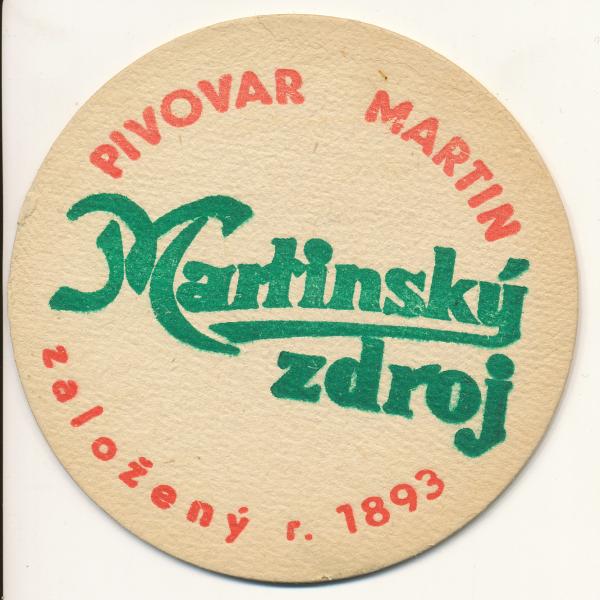 PIVOVAR MARTIN
Martinský
zdroj
založený r. 1893